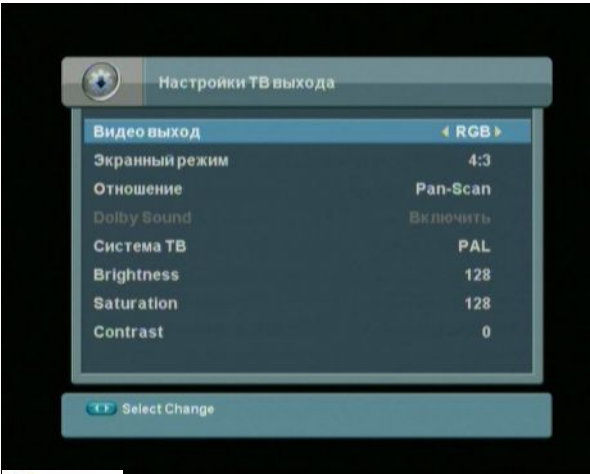 Настройки ТВ выхода
Видео выход RGB
Экранный режим 4:3
Отношение Pan-Scan
Dolby Sound Включить
Система ТВ PAL
Brightness 128
Saturation 128
Contrast 0
Select Change